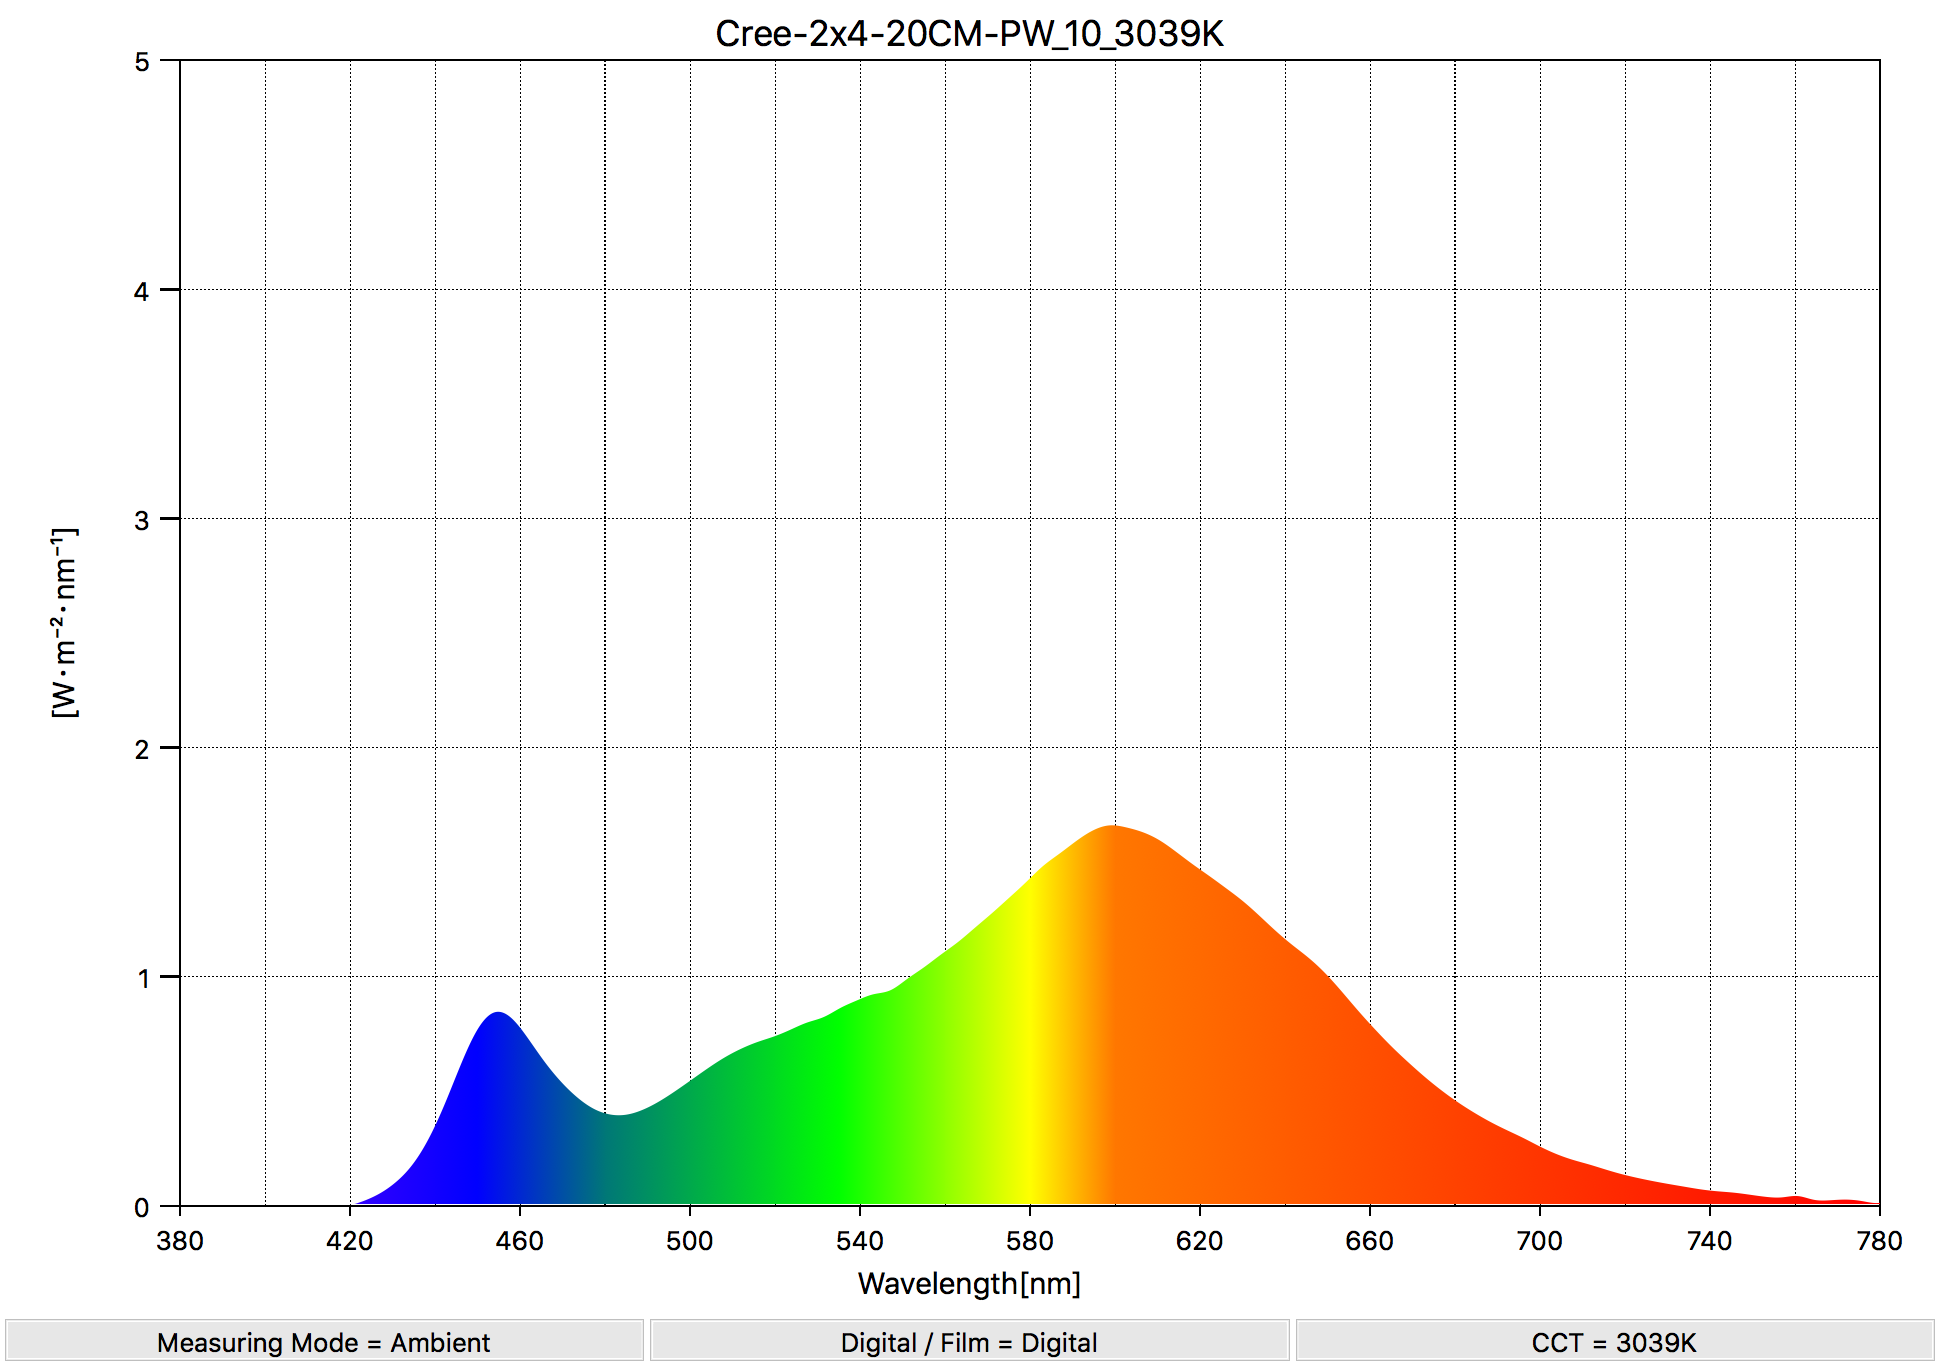 Cree-2x4-20CM-PW_10_3039K
5
4
3
2
1
0
[W·m⁻²·nm⁻¹]
380 420 460 500 540 580 620 660 700 740 780
Wavelength[nm]
Measuring Mode = Ambient
Digital / Film = Digital
CCT = 3039K